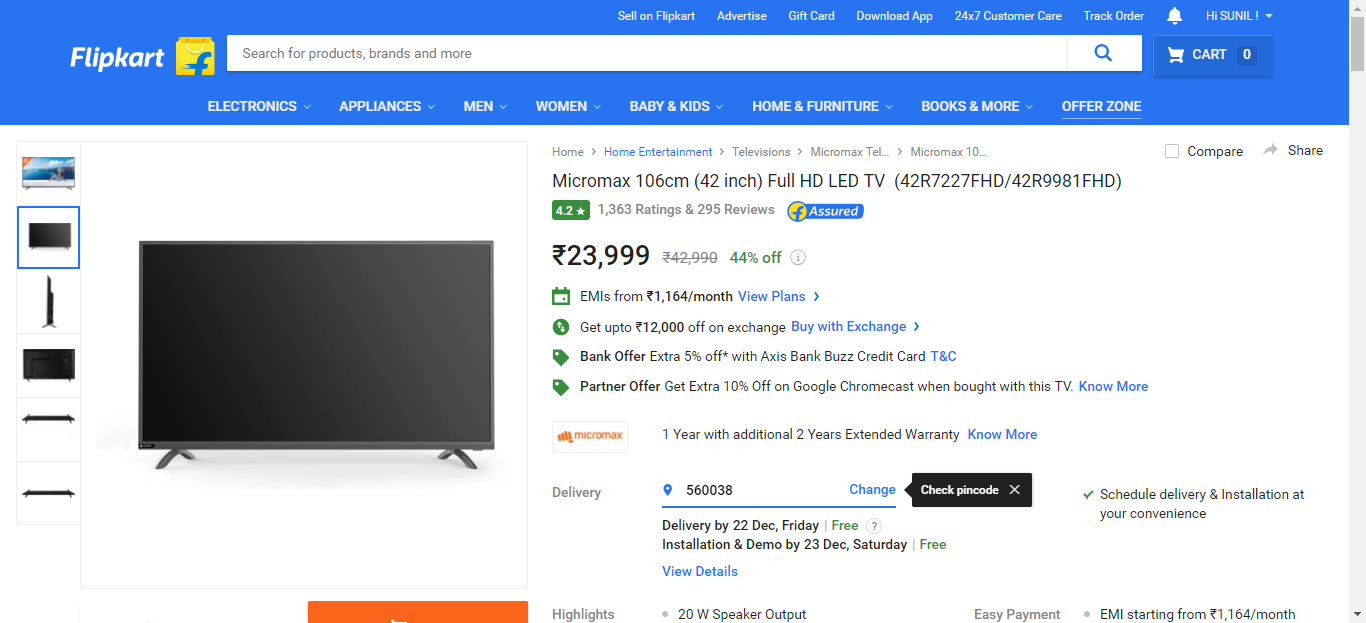 Sell on Flipkart Advertise Gift Card Download App 24x7 Customer Care Track Order Hi SUNIL !
Flipkart Search for products, brands and more CART 0
ELECTRONICS APPLIANCES MEN WOMEN BABY & KIDS HOME & FURNITURE BOOKS & MORE OFFER ZONE
Home > Home Entertainment > Televisions > Micromax Tel... > Micromax 10... Compare Share
Micromax 106cm (42 inch) Full HD LED TV (42R7227FHD/42R9981FHD)
4.2 ★ 1,363 Ratings & 295 Reviews Assured
₹23,999 ₹42,990 44% off
EMIs from ₹1,164/month View Plans >
Get upto ₹12,000 off on exchange Buy with Exchange >
Bank Offer Extra 5% off* with Axis Bank Buzz Credit Card T&C
Partner Offer Get Extra 10% Off on Google Chromecast when bought with this TV. Know More
micromax 1 Year with additional 2 Years Extended Warranty Know More
Delivery 560038 Change Check pincode ✕
Schedule delivery & Installation at
your convenience
Delivery by 22 Dec, Friday | Free ?
Installation & Demo by 23 Dec, Saturday | Free
View Details
Highlights • 20 W Speaker Output Easy Payment • EMI starting from ₹1,164/month